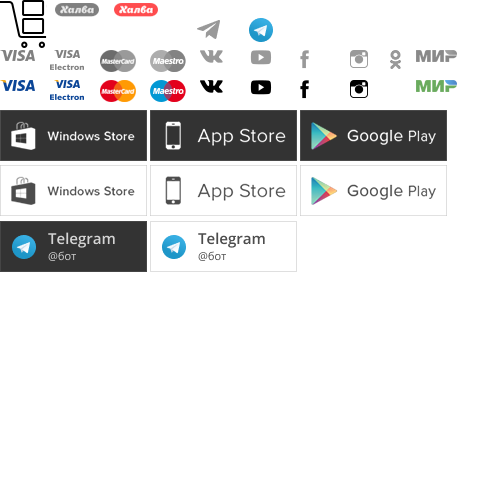 Халва Халва
VISA VISA Electron MasterCard Maestro МИР
VISA VISA Electron MasterCard Maestro МИР
Windows Store App Store Google Play
Windows Store App Store Google Play
Telegram Telegram
@бот @бот